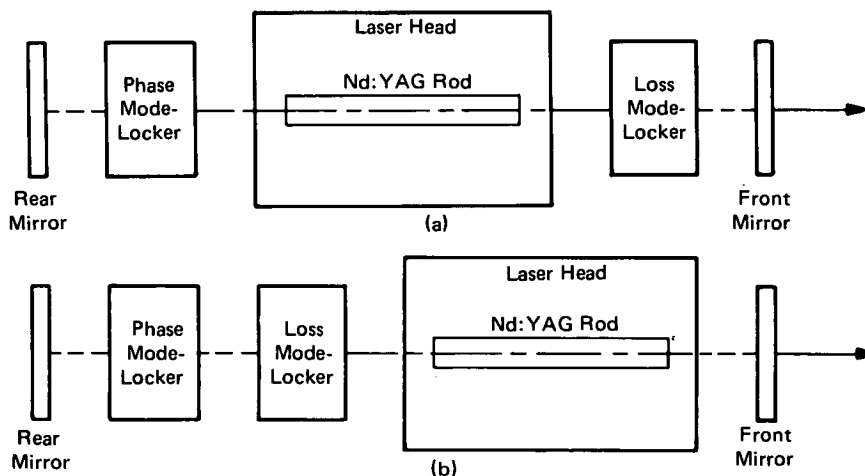 Laser Head
Phase
Mode-
Locker
Nd:YAG Rod
Loss
Mode-
Locker
Rear
Mirror
Front
Mirror
(a)
Laser Head
Phase
Mode-
Locker
Loss
Mode-
Locker
Nd:YAG Rod
Rear
Mirror
Front
Mirror
(b)